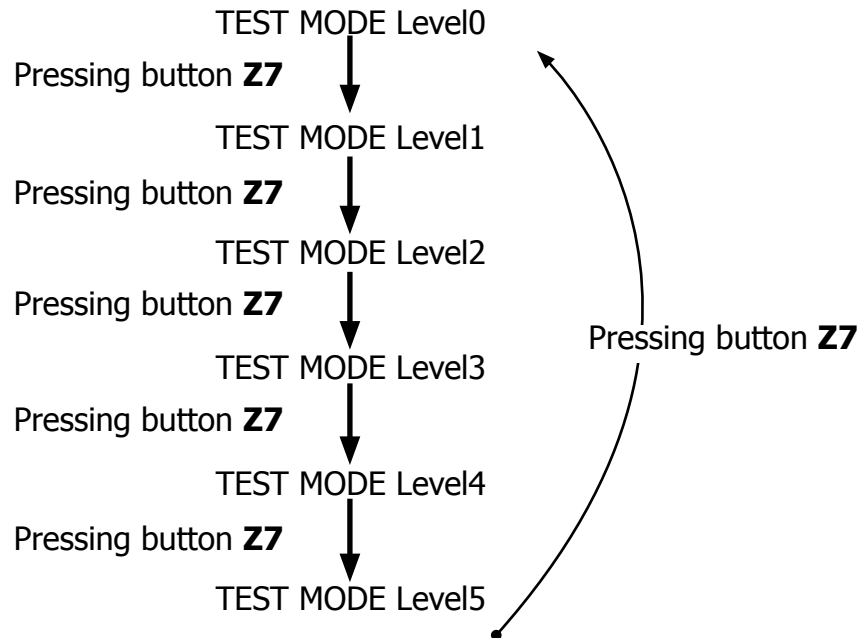 TEST MODE Level0
Pressing button Z7
TEST MODE Level1
Pressing button Z7
TEST MODE Level2
Pressing button Z7
Pressing button Z7
TEST MODE Level3
Pressing button Z7
TEST MODE Level4
Pressing button Z7
TEST MODE Level5